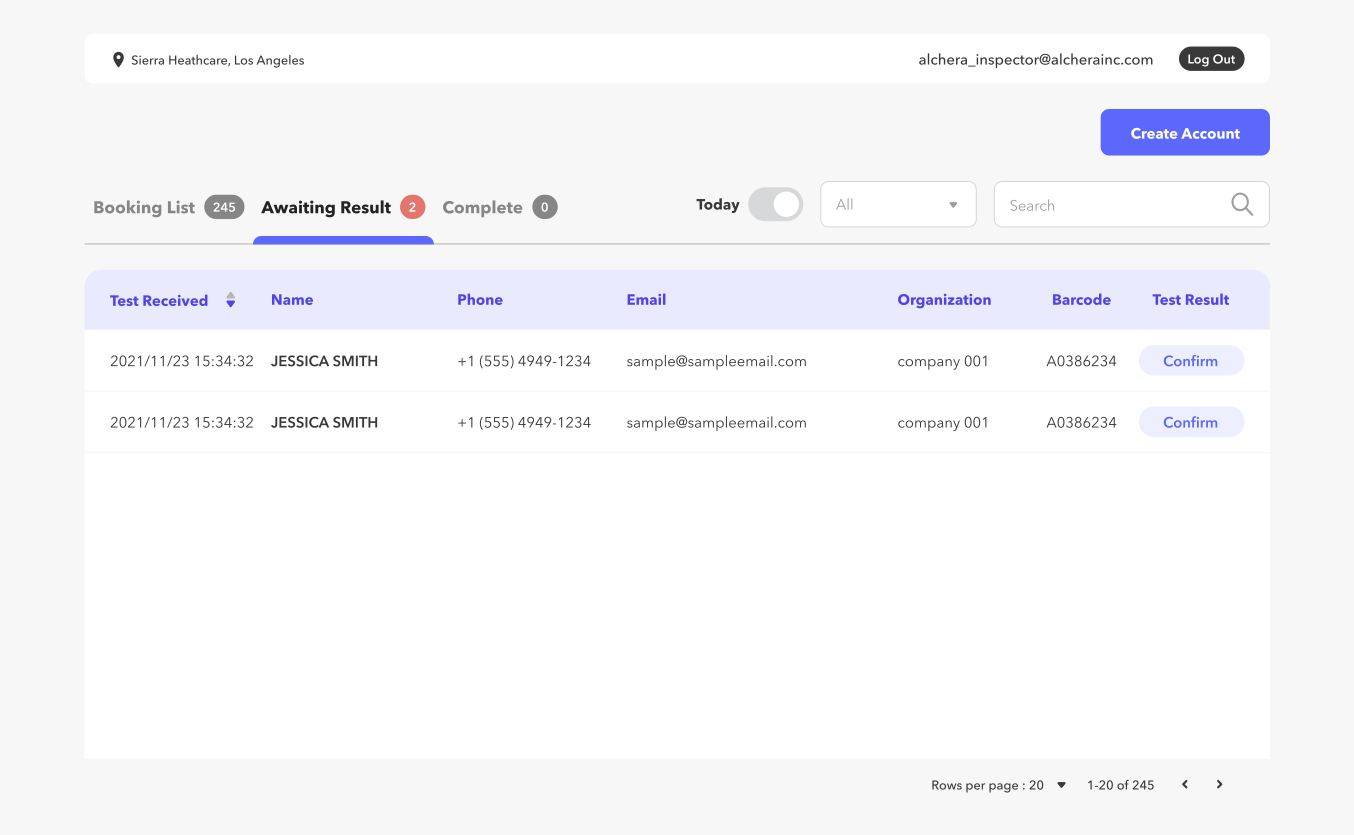 Sierra Heathcare, Los Angeles
alchera_inspector@alcherainc.com
Log Out
Create Account
Booking List 245
Awaiting Result 2
Complete 0
Today
All
Search
Test Received Name Phone Email Organization Barcode Test Result
2021/11/23 15:34:32 JESSICA SMITH +1 (555) 4949-1234 sample@sampleemail.com company 001 A0386234 Confirm
2021/11/23 15:34:32 JESSICA SMITH +1 (555) 4949-1234 sample@sampleemail.com company 001 A0386234 Confirm
Rows per page : 20 1-20 of 245